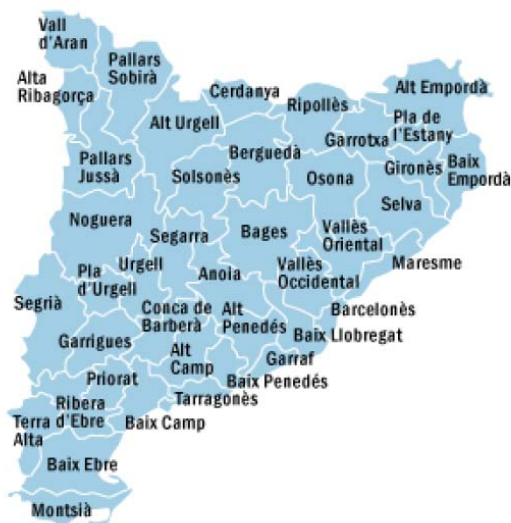 Vall
d'Aran
Pallars
Sobirà
Alta
Ribagorça
Cerdanya
Ripollès
Alt Empordà
Alt Urgell
Pla de
l'Estany
Garrotxa
Berguedà
Pallars
Jussà
Solsonès
Osona
Gironès
Baix
Empordà
Selva
Noguera
Segarra
Bages
Vallès
Oriental
Maresme
Urgell
Pla
d'Urgell
Anoia
Vallès
Occidental
Segrià
Conca de
Barberà
Alt
Penedés
Barcelonès
Baix Llobregat
Garrigues
Alt
Camp
Garraf
Baix Penedés
Priorat
Tarragonès
Ribera
d'Ebre
Terra
Alta
Baix Camp
Baix Ebre
Montsià